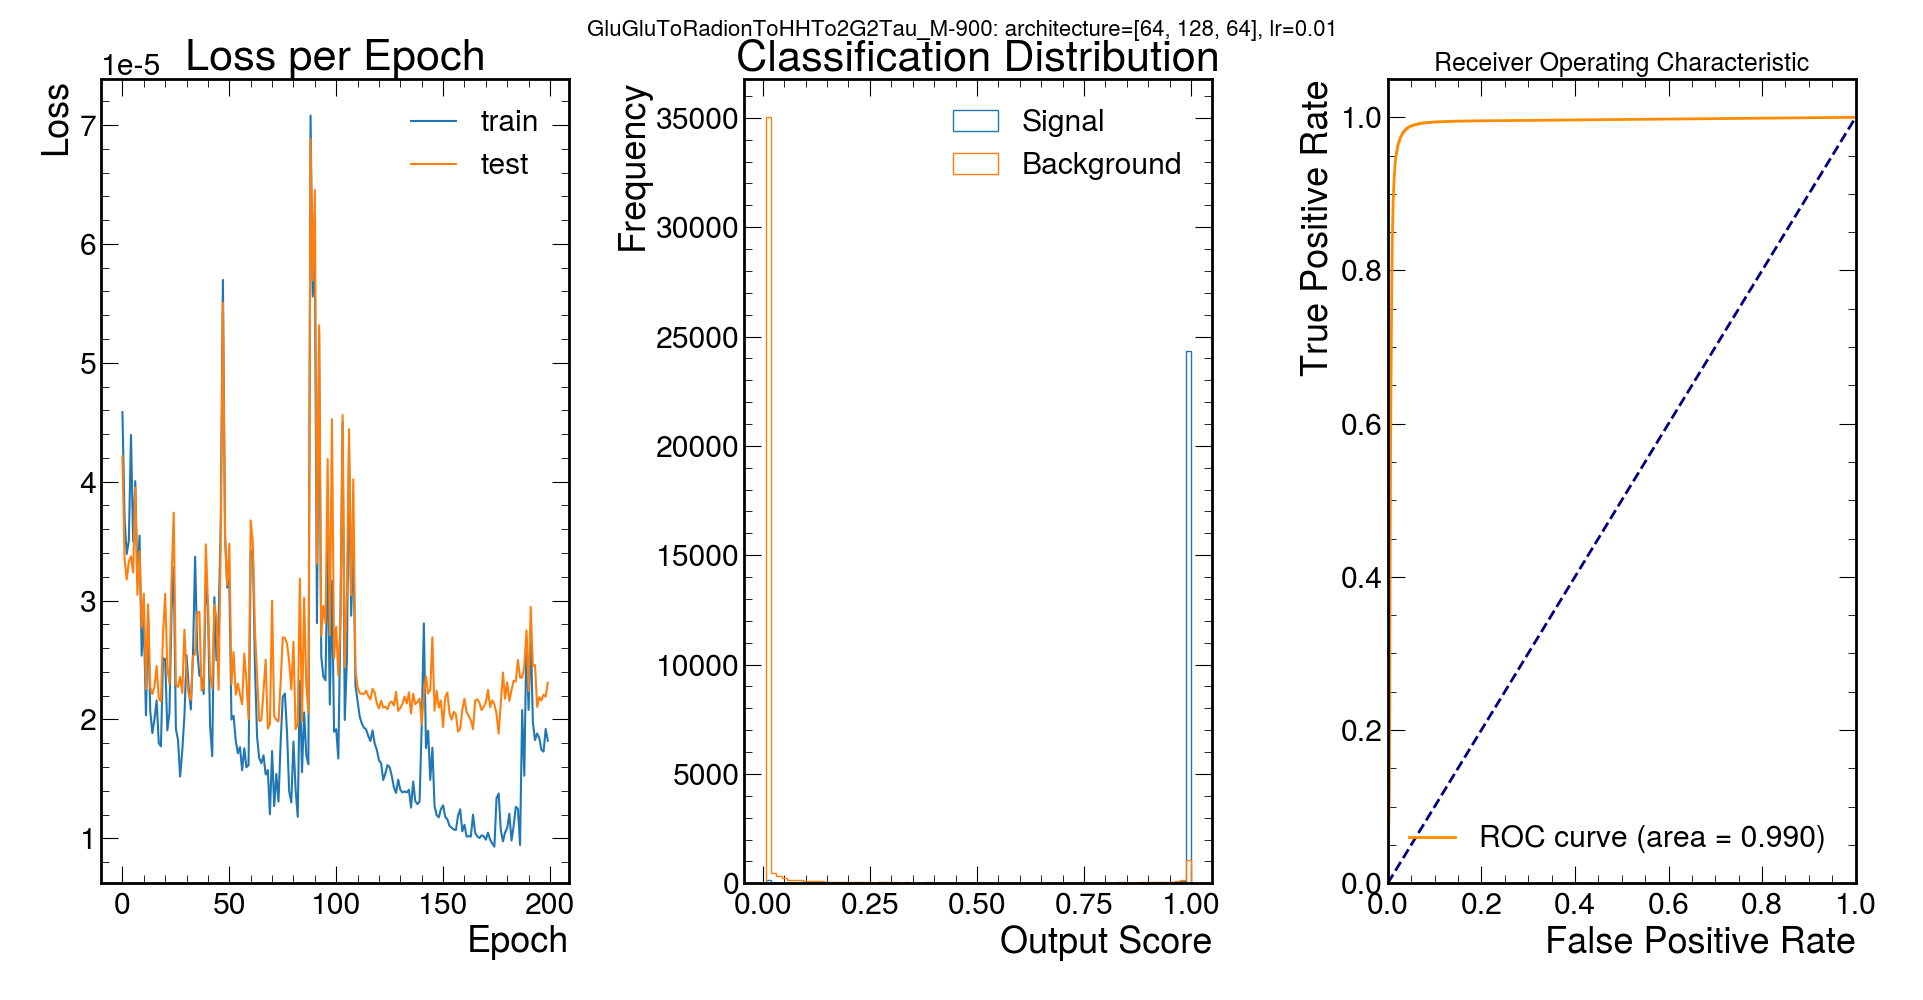 GluGluToRadionToHHTo2G2Tau_M-900: architecture=[64, 128, 64], lr=0.01
Loss per Epoch
1e-5
Loss
train
test
7
6
5
4
3
2
1
0
50
100
150
200
Epoch
Classification Distribution
Frequency
Signal
Background
35000
30000
25000
20000
15000
10000
5000
0
0.00
0.25
0.50
0.75
1.00
Output Score
Receiver Operating Characteristic
True Positive Rate
1.0
0.8
0.6
0.4
0.2
0.0
ROC curve (area = 0.990)
0.0
0.2
0.4
0.6
0.8
1.0
False Positive Rate